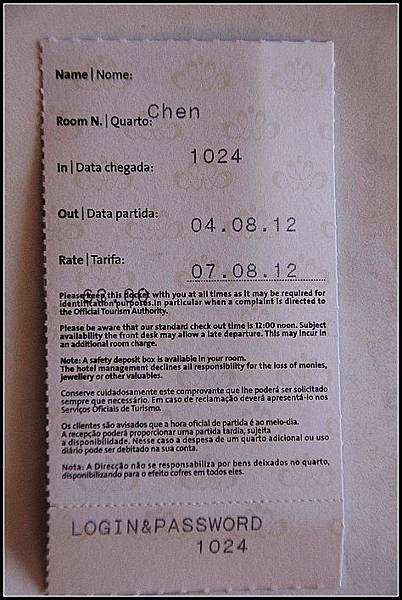 Name | Nome:
Chen
Room N. | Quarto:
1024
In | Data chegada:
04.08.12
Out | Data partida:
07.08.12
Rate | Tarifa:
Please keep this docket with you at all times as it may be required for
identification purposes.In particular when a complaint is directed to
the Official Tourism Authority.
Please be aware that our standard check out time is 12:00 noon. Subject
availability the front desk may allow a late departure. This may incur in
an additional room charge.
Note: A safety deposit box is available in your room.
The hotel management declines all responsibility for the loss of monies,
jewellery or other valuables.
Conserve cuidadosamente este comprovante que lhe poderá ser solicitado
sempre que necessário. Em caso de reclamação deverá apresentá-lo nos
Serviços Oficiais de Turismo.
Os clientes são avisados que a hora oficial de partida é ao meio-dia.
A recepção poderá proporcionar uma partida tardia, sujeita
a disponibilidade. Nesse caso a despesa de um quarto adicional ou uso
diário pode ser debitado na sua conta.
Nota: A Direcção não se responsabiliza por bens deixados no quarto,
disponibilizando para o efeito cofres em todos eles.
LOGIN&PASSWORD
1024